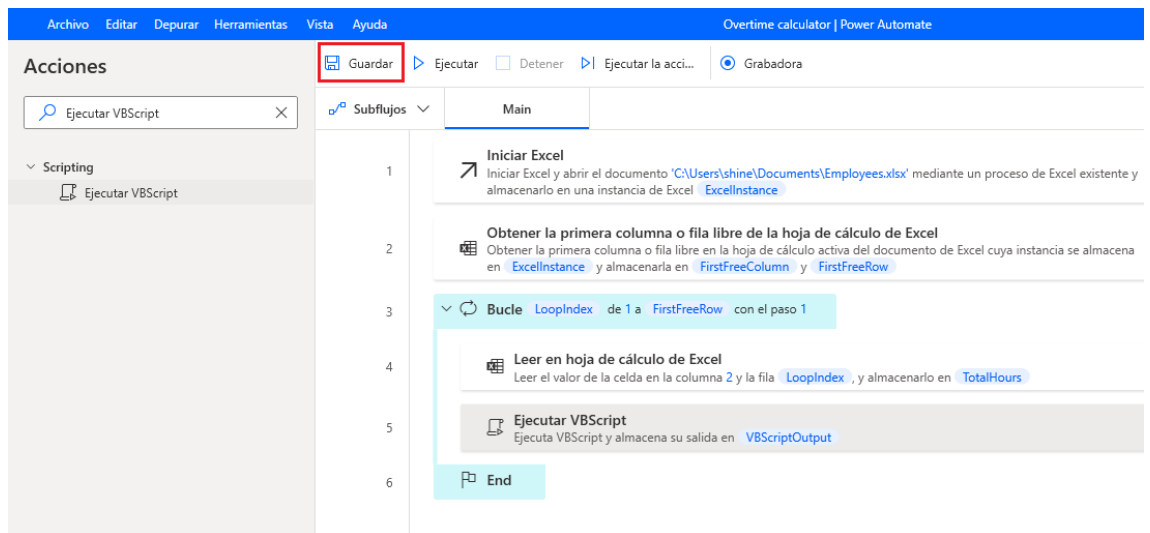 Archivo Editar Depurar Herramientas Vista Ayuda Overtime calculator | Power Automate
Acciones
Guardar Ejecutar Detener Ejecutar la acci... Grabadora
Ejecutar VBScript
Subflujos Main
Scripting
Ejecutar VBScript
1
Iniciar Excel
Iniciar Excel y abrir el documento 'C:\Users\shine\Documents\Employees.xlsx' mediante un proceso de Excel existente y
almacenarlo en una instancia de Excel ExcelInstance
2
Obtener la primera columna o fila libre de la hoja de cálculo de Excel
Obtener la primera columna o fila libre en la hoja de cálculo activa del documento de Excel cuya instancia se almacena
en ExcelInstance y almacenarla en FirstFreeColumn y FirstFreeRow
3
Bucle LoopIndex de 1 a FirstFreeRow con el paso 1
4
Leer en hoja de cálculo de Excel
Leer el valor de la celda en la columna 2 y la fila LoopIndex , y almacenarlo en TotalHours
5
Ejecutar VBScript
Ejecuta VBScript y almacena su salida en VBScriptOutput
6
End